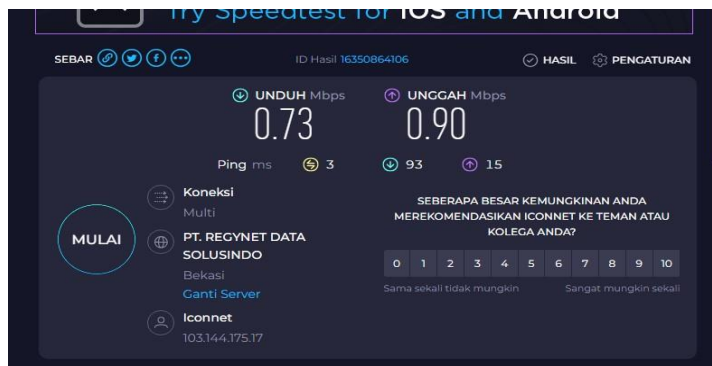 Try Speedtest for iOS and Android
SEBAR
ID Hasil 16350864106
HASIL
PENGATURAN
UNDUH Mbps
0.73
UNGGAH Mbps
0.90
Ping ms 3 93 15
Koneksi
Multi
MULAI
PT. REGYNET DATA
SOLUSINDO
Bekasi
Ganti Server
Iconnet
103.144.175.17
SEBERAPA BESAR KEMUNGKINAN ANDA
MEREKOMENDASIKAN ICONNET KE TEMAN ATAU
KOLEGA ANDA?
0 1 2 3 4 5 6 7 8 9 10
Sama sekali tidak mungkin
Sangat mungkin sekali